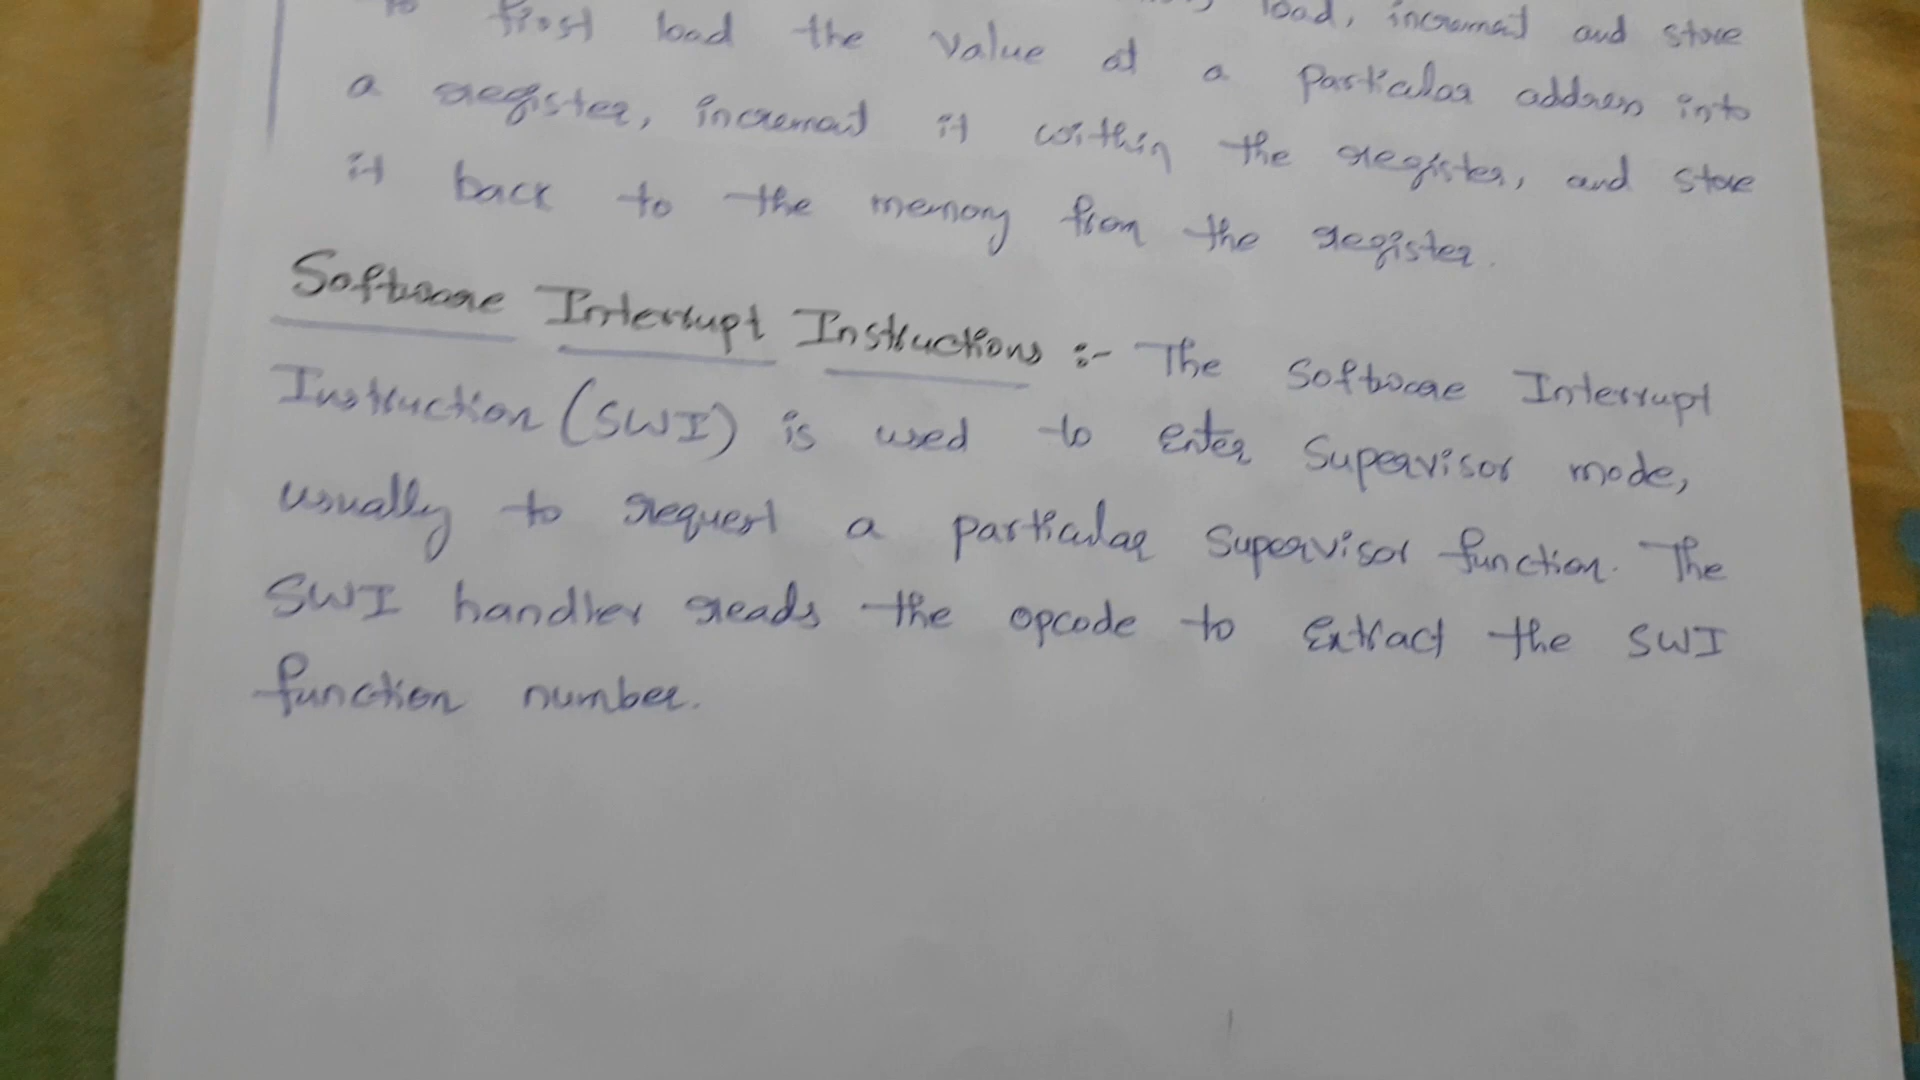 load, increment and store
to first load the value at a particular address into
a register, increment it within the register, and store
it back to the memory from the register.
Software Interrupt Instructions :- The Software Interrupt
Instruction (SWI) is used to enter Supervisor mode,
usually to request a particular Supervisor function. The
SWI handler reads the opcode to Extract the SWI
function number.